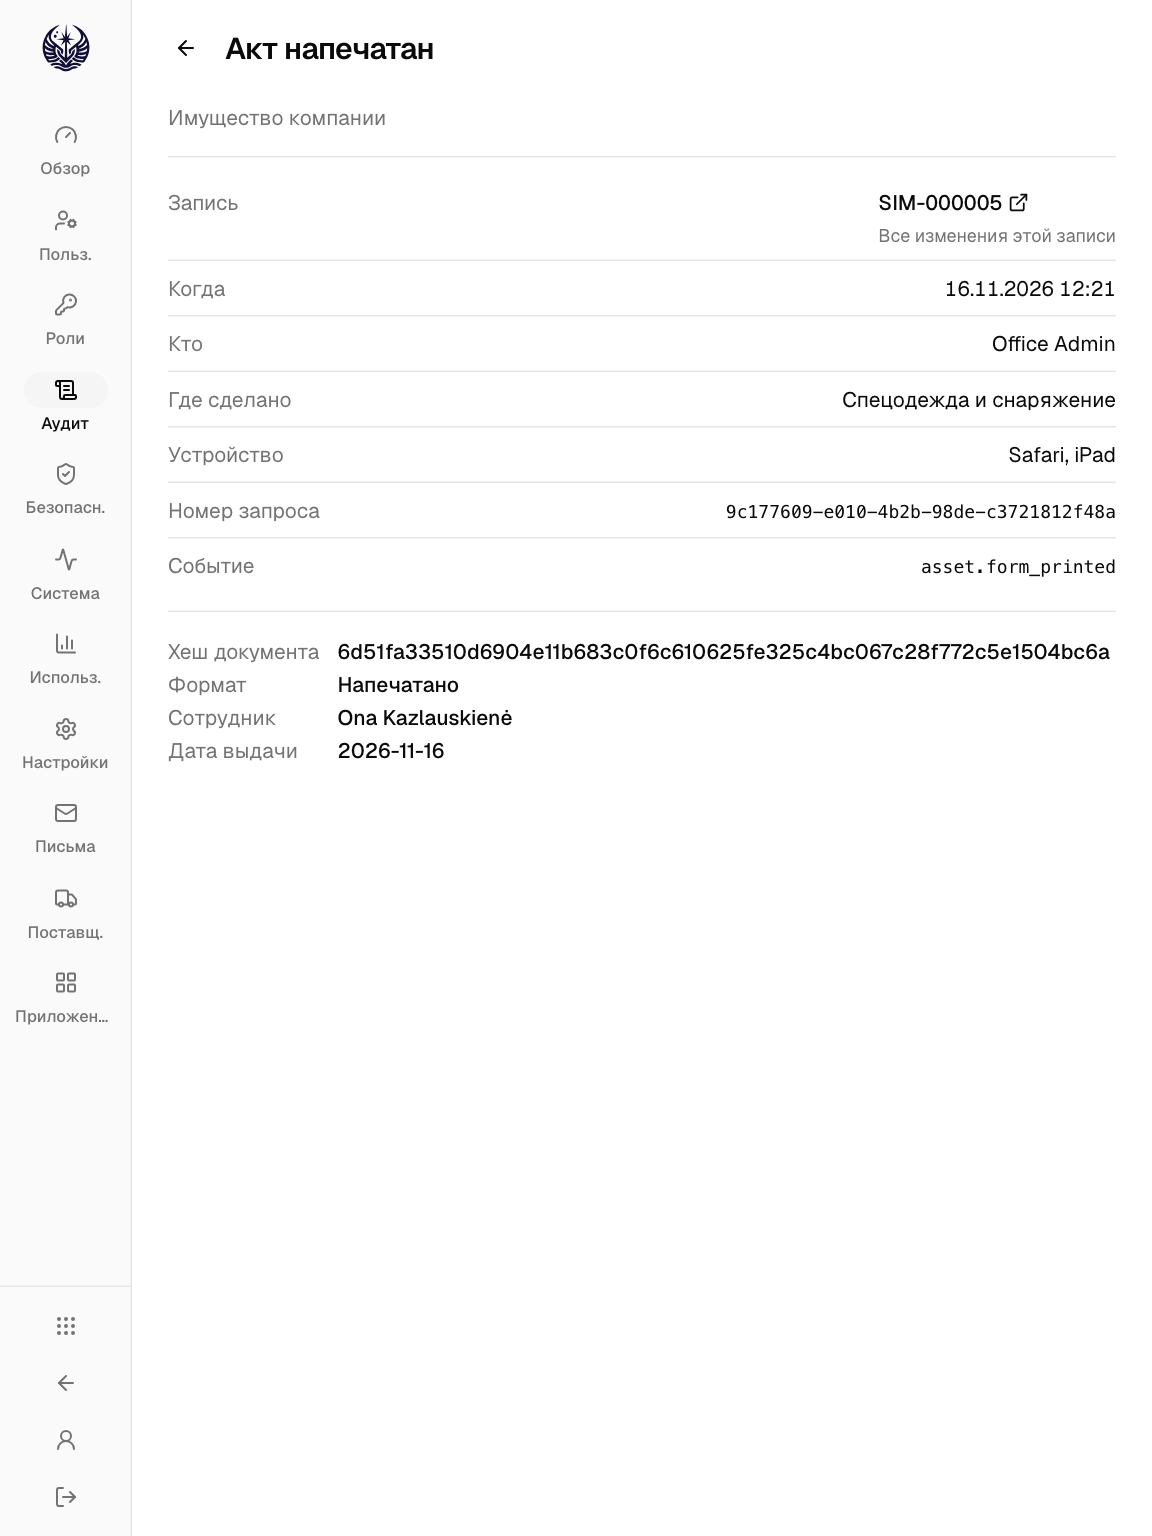 Акт напечатан
Имущество компании
Запись SIM-000005
Все изменения этой записи
Когда 16.11.2026 12:21
Кто Office Admin
Где сделано Спецодежда и снаряжение
Устройство Safari, iPad
Номер запроса 9c177609-e010-4b2b-98de-c3721812f48a
Событие asset.form_printed
Хеш документа 6d51fa33510d6904e11b683c0f6c610625fe325c4bc067c28f772c5e1504bc6a
Формат Напечатано
Сотрудник Ona Kazlauskienė
Дата выдачи 2026-11-16
Обзор
Польз.
Роли
Аудит
Безопасн.
Система
Использ.
Настройки
Письма
Поставщ.
Приложен...